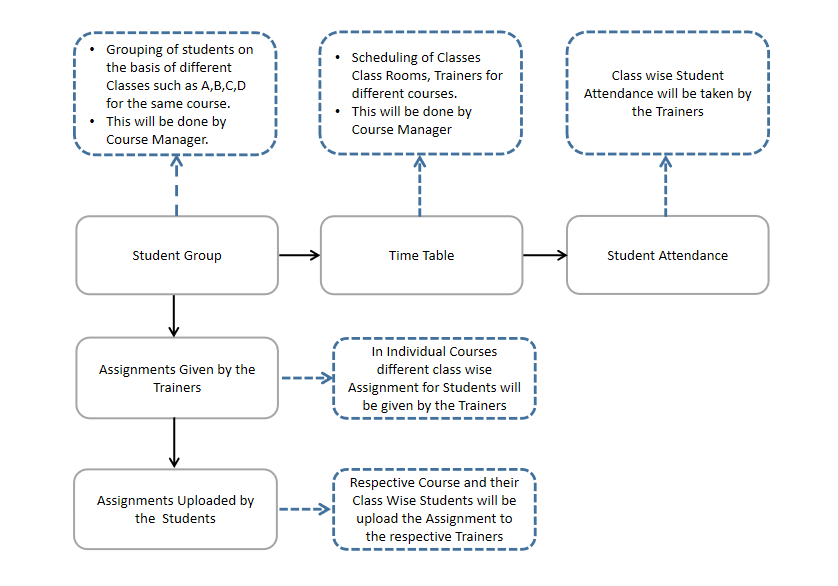 • Grouping of students on
the basis of different
Classes such as A,B,C,D
for the same course.
• This will be done by
Course Manager.
• Scheduling of Classes
Class Rooms, Trainers for
different courses.
• This will be done by
Course Manager
Class wise Student
Attendance will be taken by
the Trainers
Student Group
Time Table
Student Attendance
Assignments Given by the
Trainers
In Individual Courses
different class wise
Assignment for Students will
be given by the Trainers
Assignments Uploaded by
the Students
Respective Course and their
Class Wise Students will be
upload the Assignment to
the respective Trainers